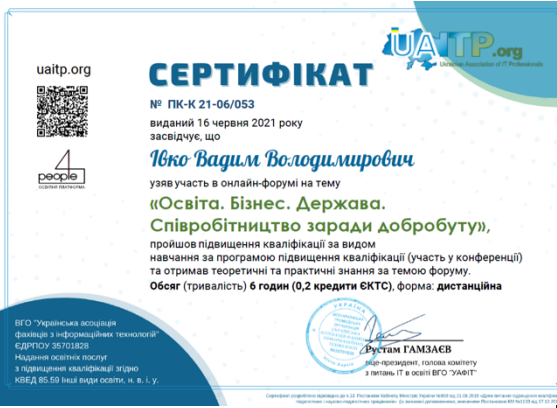 UAITP.org
Ukrainian Association of IT Professionals
uaitp.org
СЕРТИФІКАТ
№ ПК-К 21-06/053
виданий 16 червня 2021 року
засвідчує, що
Івко Вадим Володимирович
узяв участь в онлайн-форумі на тему
«Освіта. Бізнес. Держава.
Співробітництво заради добробуту»,
пройшов підвищення кваліфікації за видом
навчання за програмою підвищення кваліфікації (участь у конференції)
та отримав теоретичні та практичні знання за темою форуму.
Обсяг (тривалість) 6 годин (0,2 кредити ЄКТС), форма: дистанційна
4
people
ОСВІТНЯ ПЛАТФОРМА
ВГО "Українська асоціація
фахівців з інформаційних технологій"
ЄДРПОУ 35701828
Надання освітніх послуг
з підвищення кваліфікації згідно
КВЕД 85.59 Інші види освіти, н. в. і. у.
УКРАЇНА
Рустам ГАМЗАЄВ
віце-президент, голова комітету
з питань ІТ в освіті ВГО "УАФІТ"